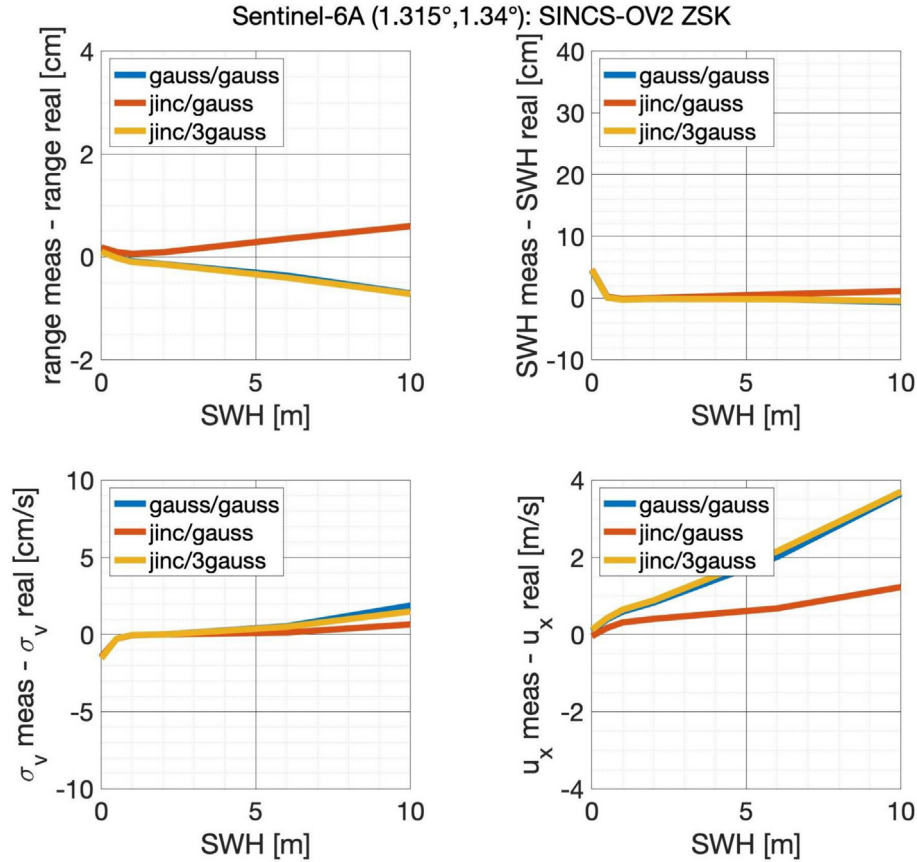 Sentinel-6A (1.315°,1.34°): SINCS-OV2 ZSK
range meas - range real [cm]
4
2
0
-2
gauss/gauss
jinc/gauss
jinc/3gauss
0
5
10
SWH [m]
SWH meas - SWH real [cm]
40
30
20
10
0
-10
gauss/gauss
jinc/gauss
jinc/3gauss
0
5
10
SWH [m]
σv meas - σv real [cm/s]
10
5
0
-5
-10
gauss/gauss
jinc/gauss
jinc/3gauss
0
5
10
SWH [m]
ux meas - ux real [m/s]
4
2
0
-2
-4
gauss/gauss
jinc/gauss
jinc/3gauss
0
5
10
SWH [m]